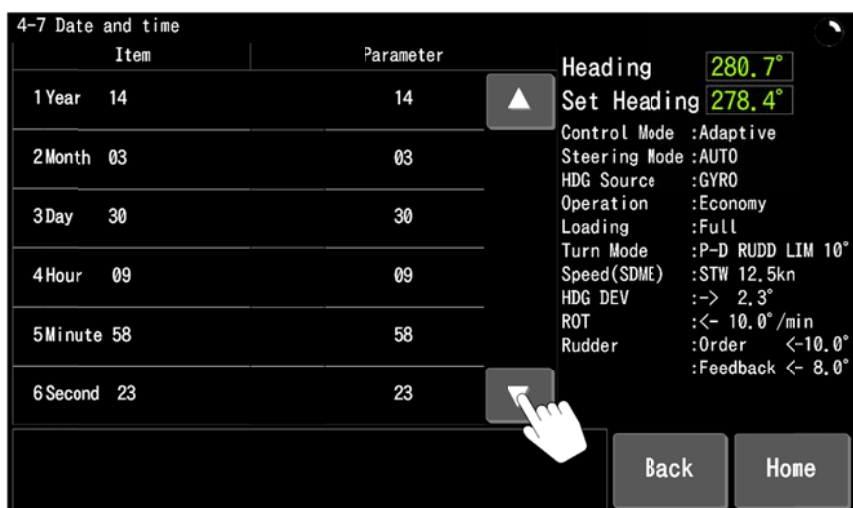 4-7 Date and time
Item Parameter
1 Year 14 14
2 Month 03 03
3 Day 30 30
4 Hour 09 09
5 Minute 58 58
6 Second 23 23
Heading 280.7°
Set Heading 278.4°
Control Mode :Adaptive
Steering Mode :AUTO
HDG Source :GYRO
Operation :Economy
Loading :Full
Turn Mode :P-D RUDD LIM 10°
Speed(SDME) :STW 12.5kn
HDG DEV :-> 2.3°
ROT :<- 10.0°/min
Rudder :Order <-10.0°
:Feedback <- 8.0°
Back Home